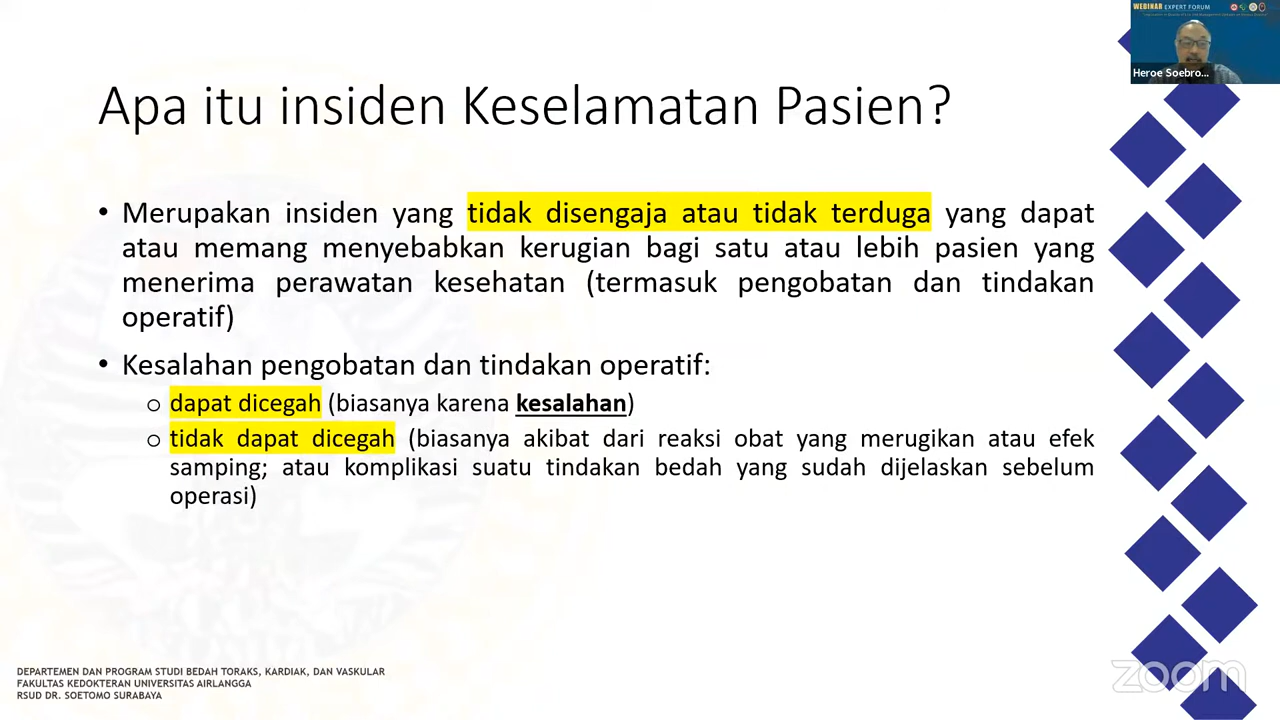 WEBINAR EXPERT FORUM
Heroe Soebro...
Apa itu insiden Keselamatan Pasien?
• Merupakan insiden yang tidak disengaja atau tidak terduga yang dapat
atau memang menyebabkan kerugian bagi satu atau lebih pasien yang
menerima perawatan kesehatan (termasuk pengobatan dan tindakan
operatif)
• Kesalahan pengobatan dan tindakan operatif:
o dapat dicegah (biasanya karena kesalahan)
o tidak dapat dicegah (biasanya akibat dari reaksi obat yang merugikan atau efek
samping; atau komplikasi suatu tindakan bedah yang sudah dijelaskan sebelum
operasi)
DEPARTEMEN DAN PROGRAM STUDI BEDAH TORAKS, KARDIAK, DAN VASKULAR
FAKULTAS KEDOKTERAN UNIVERSITAS AIRLANGGA
RSUD DR. SOETOMO SURABAYA
zoom